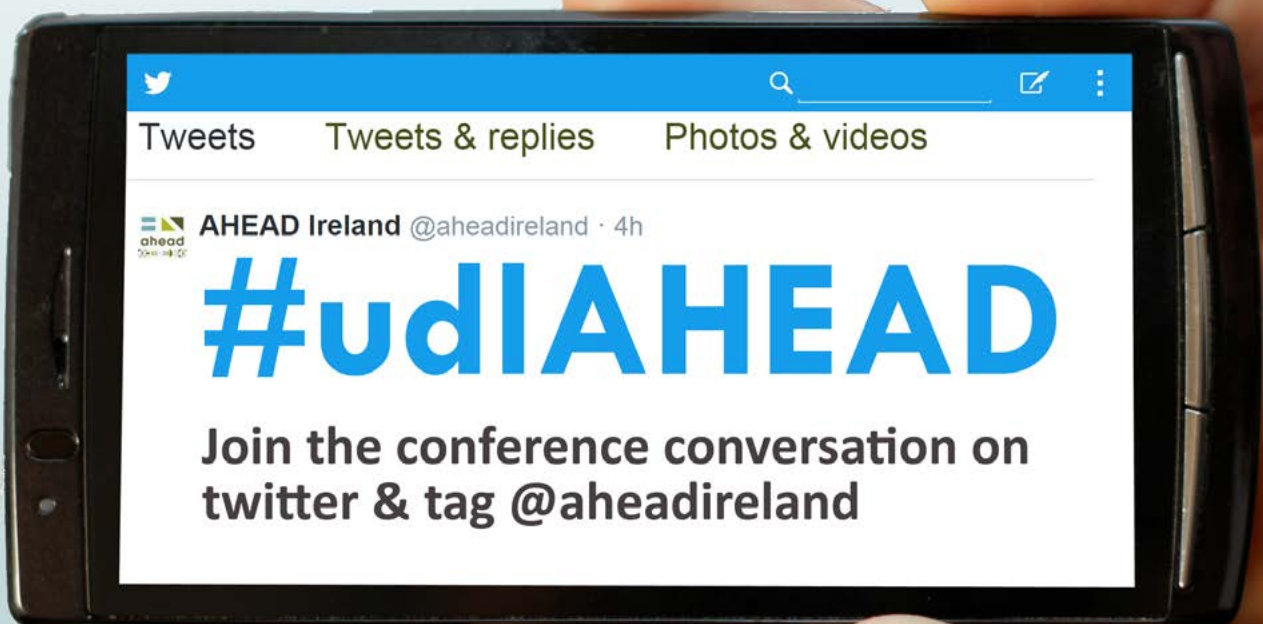 Tweets Tweets & replies Photos & videos
AHEAD Ireland @aheadireland · 4h
ahead
#udlAHEAD
Join the conference conversation on
twitter & tag @aheadireland